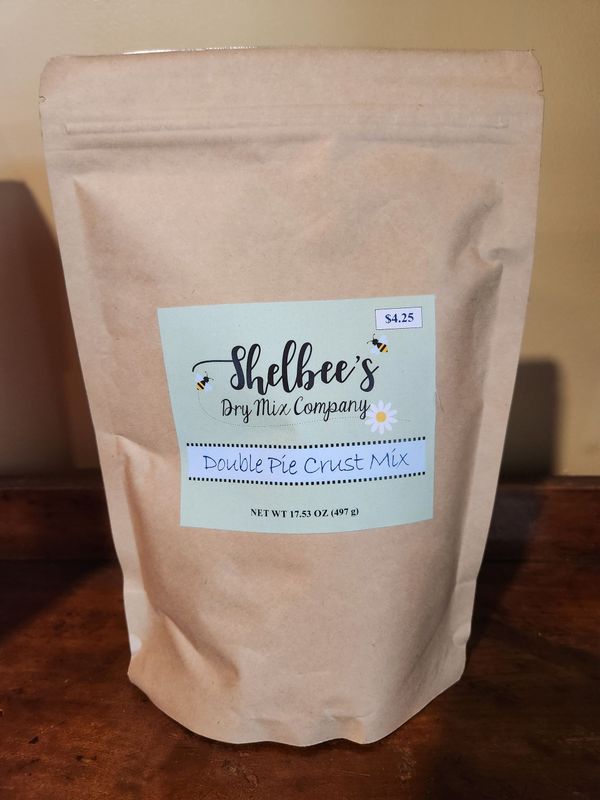 $4.25
Shelbee's
Dry Mix Company
Double Pie Crust Mix
NET WT 17.53 OZ (497 g)